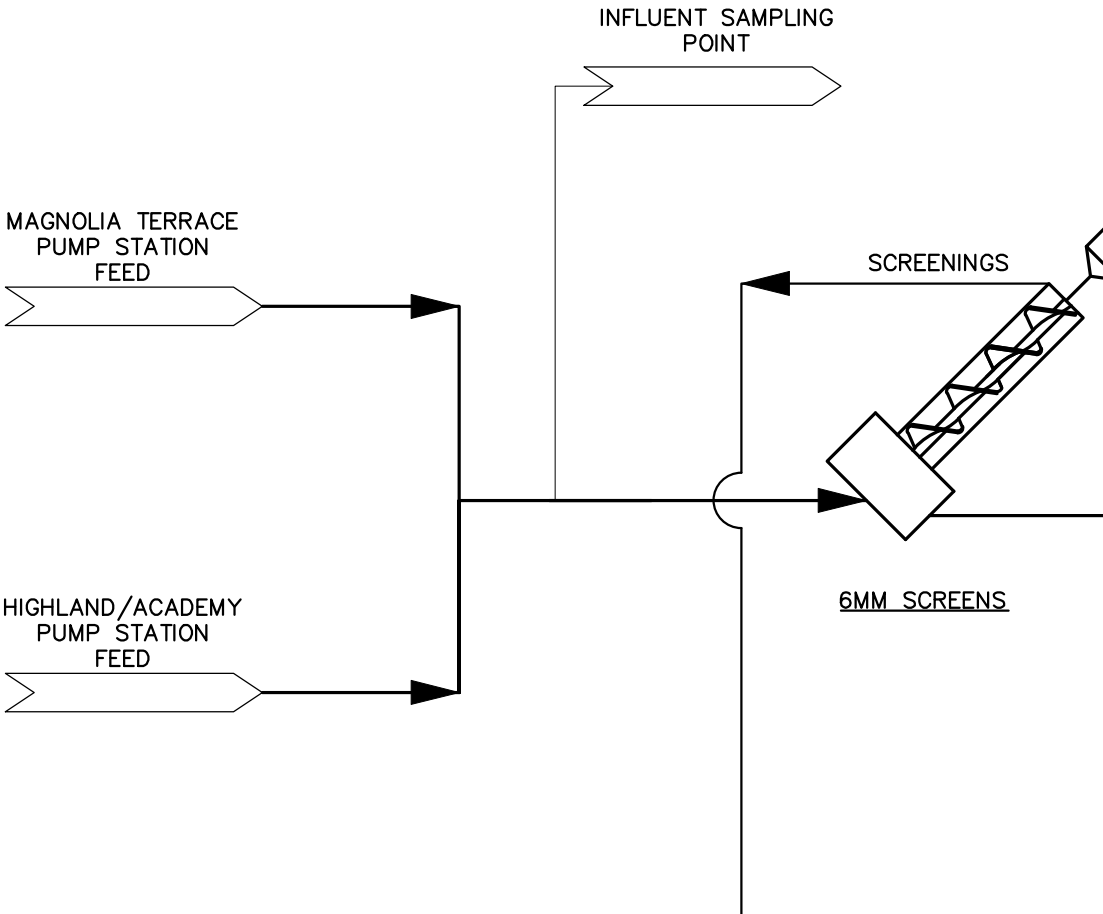 INFLUENT SAMPLING
POINT
MAGNOLIA TERRACE
PUMP STATION
FEED
SCREENINGS
6MM SCREENS
HIGHLAND/ACADEMY
PUMP STATION
FEED